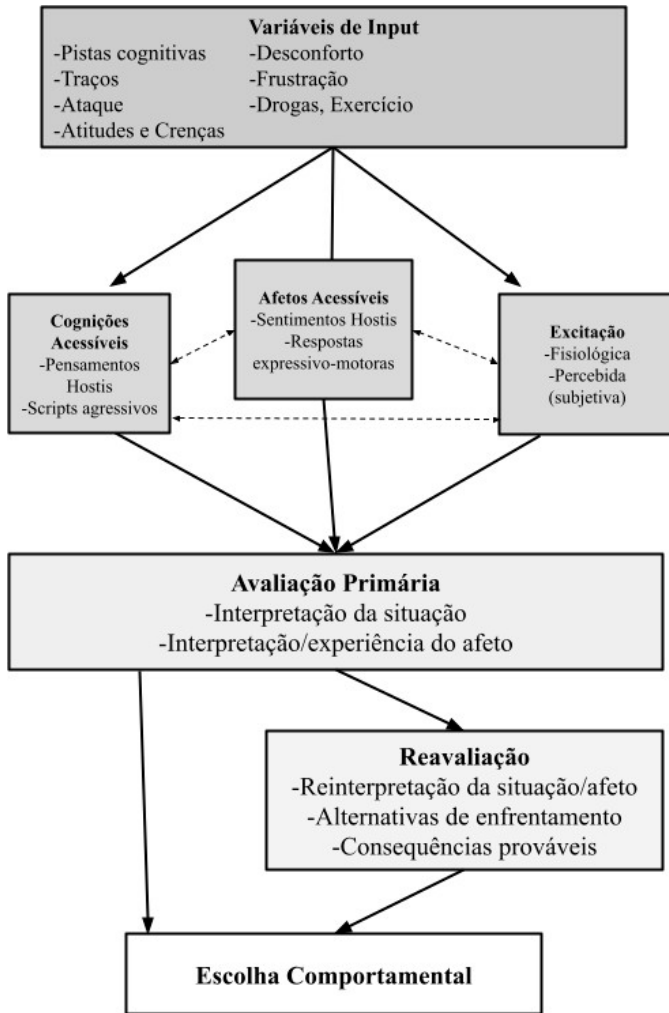 Variáveis de Input
-Pistas cognitivas
-Traços
-Ataque
-Atitudes e Crenças
-Desconforto
-Frustração
-Drogas, Exercício
Cognições
Acessíveis
-Pensamentos
Hostis
-Scripts agressivos
Afetos Acessíveis
-Sentimentos Hostis
-Respostas
expressivo-motoras
Excitação
-Fisiológica
-Percebida
(subjetiva)
Avaliação Primária
-Interpretação da situação
-Interpretação/experiência do afeto
Reavaliação
-Reinterpretação da situação/afeto
-Alternativas de enfrentamento
-Consequências prováveis
Escolha Comportamental